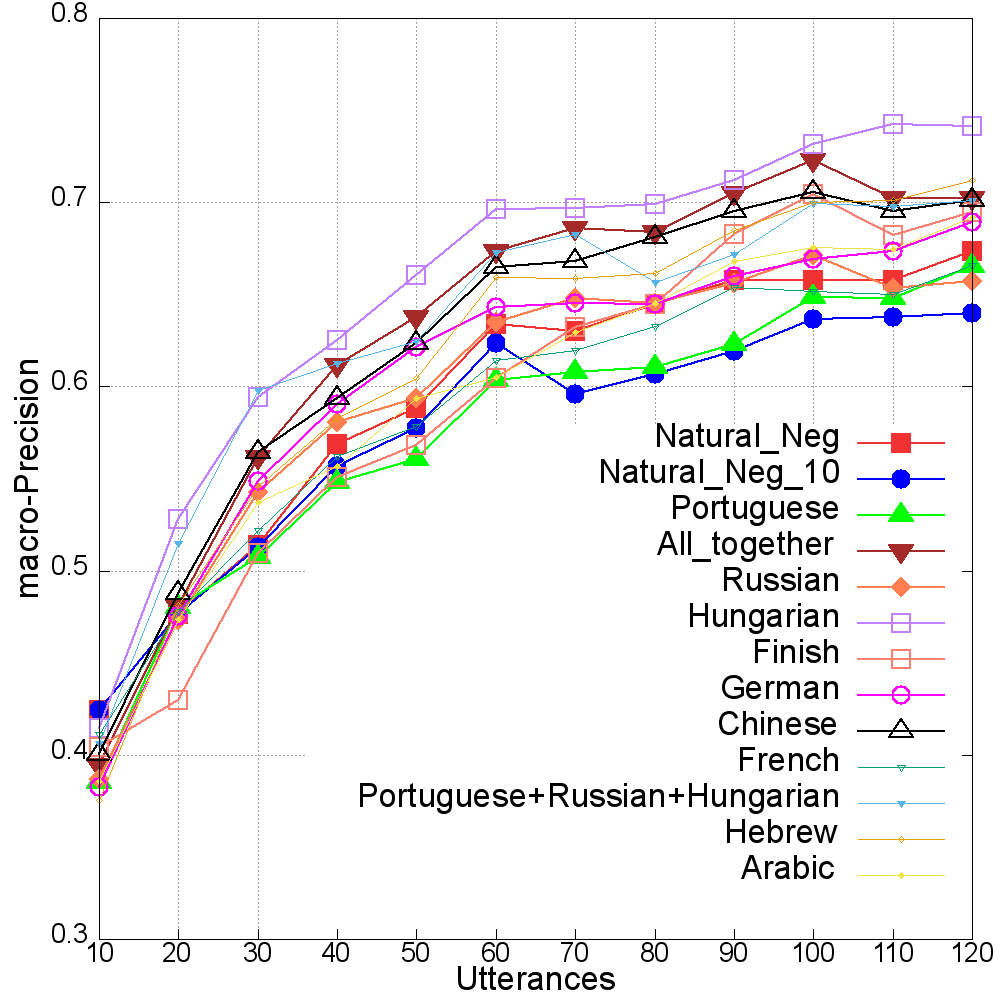 0.8
0.7
0.6
0.5
0.4
0.3
macro-Precision
Natural_Neg
Natural_Neg_10
Portuguese
All_together
Russian
Hungarian
Finish
German
Chinese
French
Portuguese+Russian+Hungarian
Hebrew
Arabic
10 20 30 40 50 60 70 80 90 100 110 120
Utterances